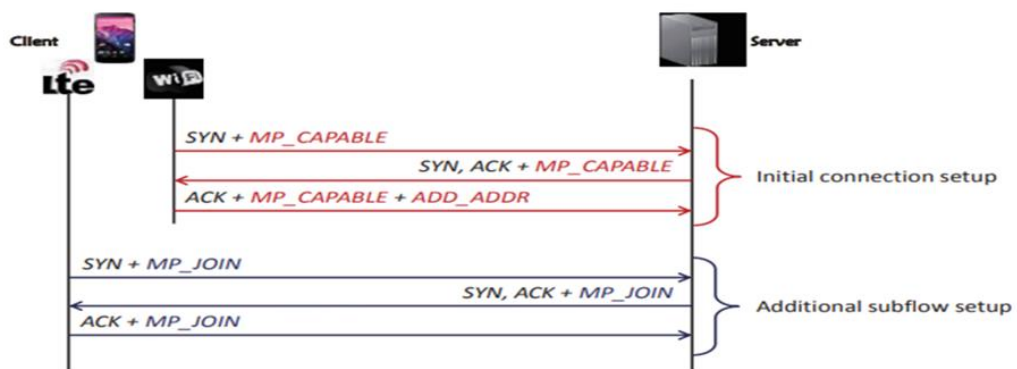 Client
Server
Lte
WiFi
SYN + MP_CAPABLE
SYN, ACK + MP_CAPABLE
Initial connection setup
ACK + MP_CAPABLE + ADD_ADDR
SYN + MP_JOIN
SYN, ACK + MP_JOIN
Additional subflow setup
ACK + MP_JOIN